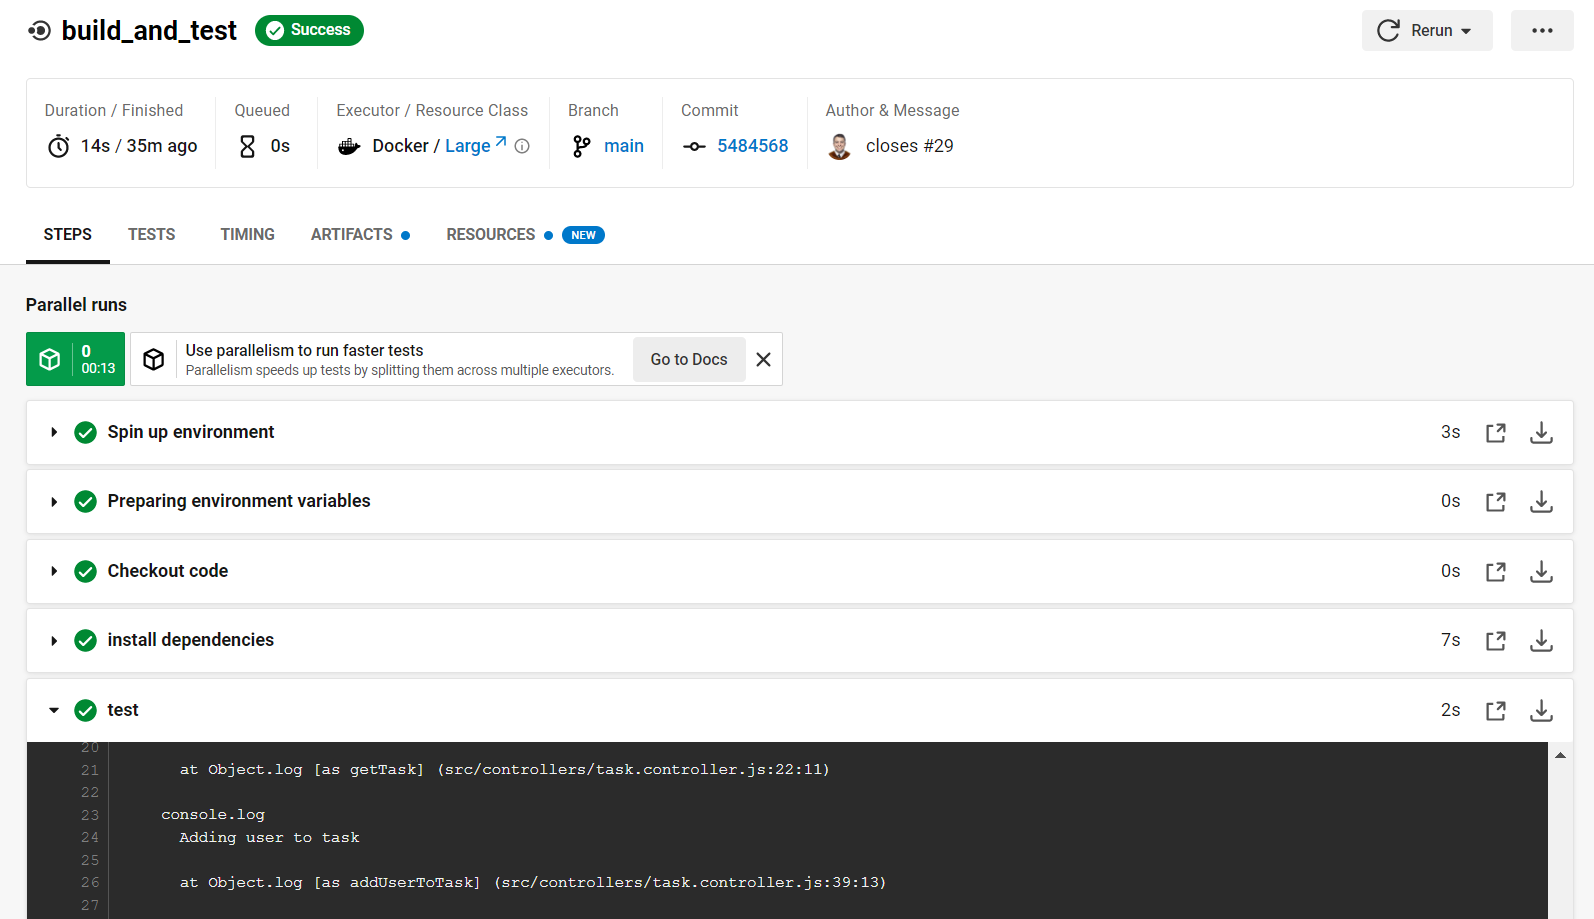 build_and_test
Success
Rerun
Duration / Finished
14s / 35m ago
Queued
0s
Executor / Resource Class
Docker / Large
Branch
main
Commit
5484568
Author & Message
closes #29
STEPS
TESTS
TIMING
ARTIFACTS
RESOURCES
NEW
Parallel runs
0
00:13
Use parallelism to run faster tests
Parallelism speeds up tests by splitting them across multiple executors.
Go to Docs
Spin up environment
3s
Preparing environment variables
0s
Checkout code
0s
install dependencies
7s
test
2s
20
21 at Object.log [as getTask] (src/controllers/task.controller.js:22:11)
22
23 console.log
24 Adding user to task
25
26 at Object.log [as addUserToTask] (src/controllers/task.controller.js:39:13)
27